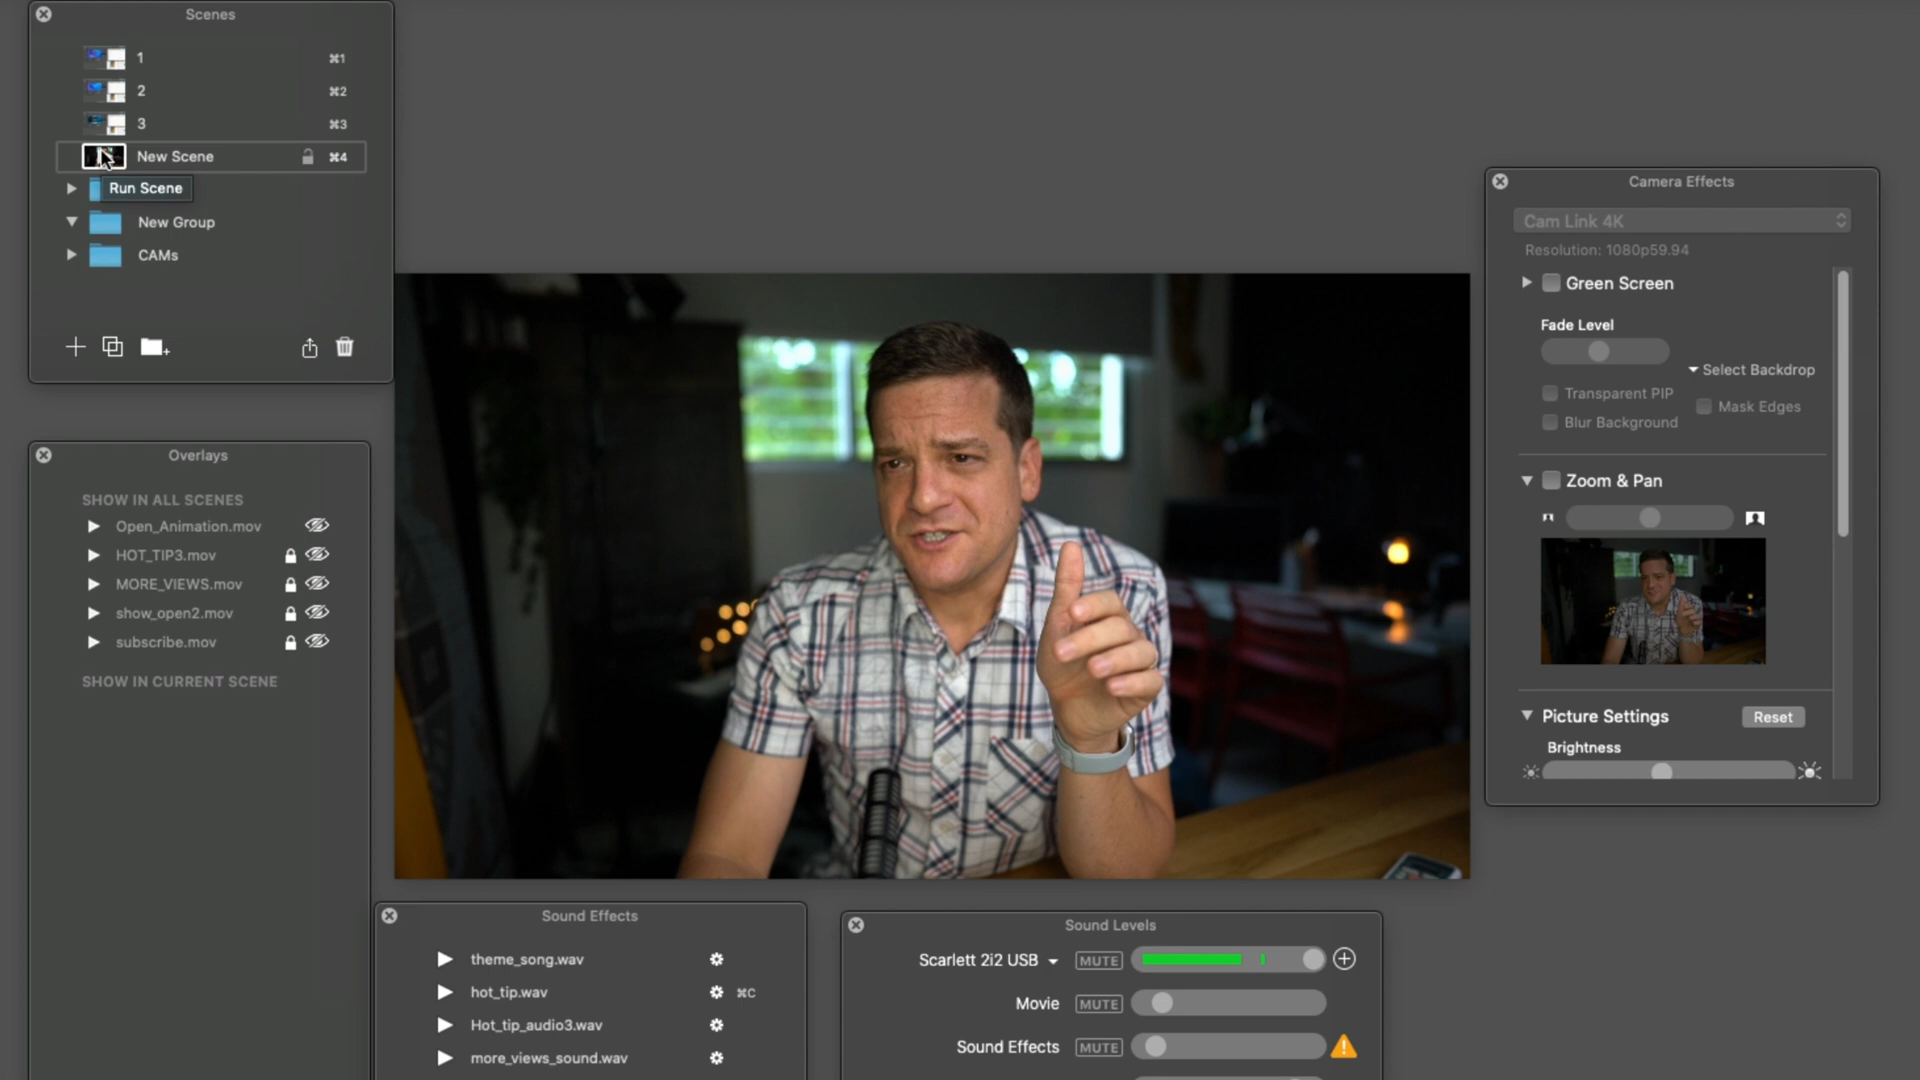 Scenes
1 ⌘1
2 ⌘2
3 ⌘3
New Scene ⌘4
Run Scene
New Group
CAMs
Overlays
SHOW IN ALL SCENES
Open_Animation.mov
HOT_TIP3.mov
MORE_VIEWS.mov
show_open2.mov
subscribe.mov
SHOW IN CURRENT SCENE
Camera Effects
Cam Link 4K
Resolution: 1080p59.94
Green Screen
Fade Level
Select Backdrop
Transparent PIP
Mask Edges
Blur Background
Zoom & Pan
Picture Settings Reset
Brightness
Sound Effects
theme_song.wav
hot_tip.wav ⌘C
Hot_tip_audio3.wav
more_views_sound.wav
Sound Levels
Scarlett 2i2 USB MUTE
Movie MUTE
Sound Effects MUTE